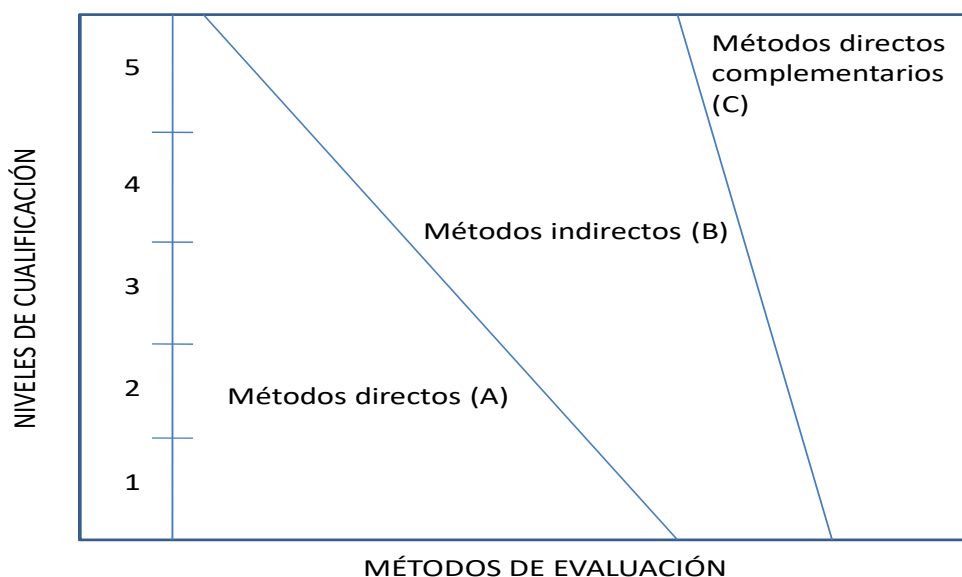 NIVELES DE CUALIFICACIÓN
5
4
3
2
1
Métodos directos
complementarios
(C)
Métodos indirectos (B)
Métodos directos (A)
MÉTODOS DE EVALUACIÓN